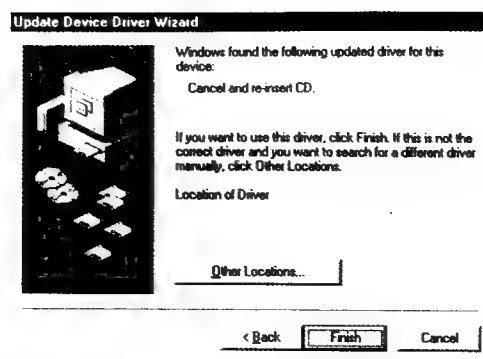 Update Device Driver Wizard
Windows found the following updated driver for this
device:
Cancel and re-insert CD.
If you want to use this driver, click Finish. If this is not the
correct driver and you want to search for a different driver
manually, click Other Locations.
Location of Driver
Other Locations...
< Back
Finish
Cancel